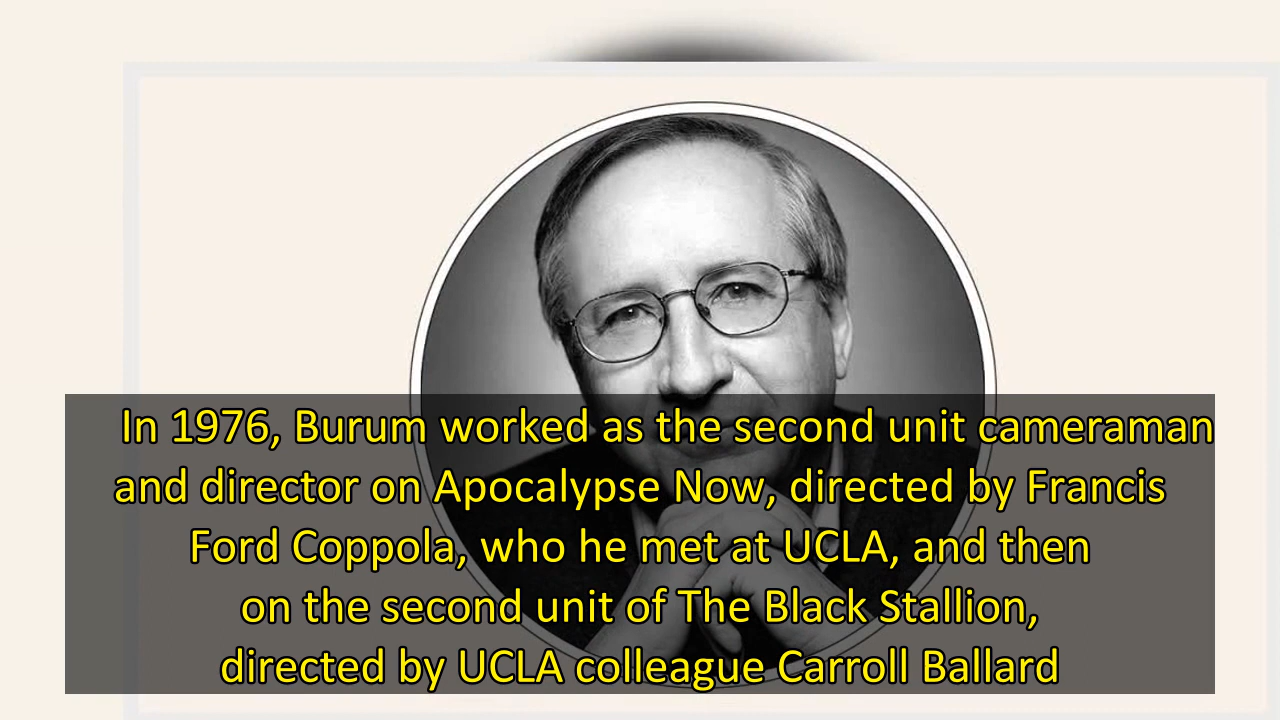 In 1976, Burum worked as the second unit cameraman
and director on Apocalypse Now, directed by Francis
Ford Coppola, who he met at UCLA, and then
on the second unit of The Black Stallion,
directed by UCLA colleague Carroll Ballard